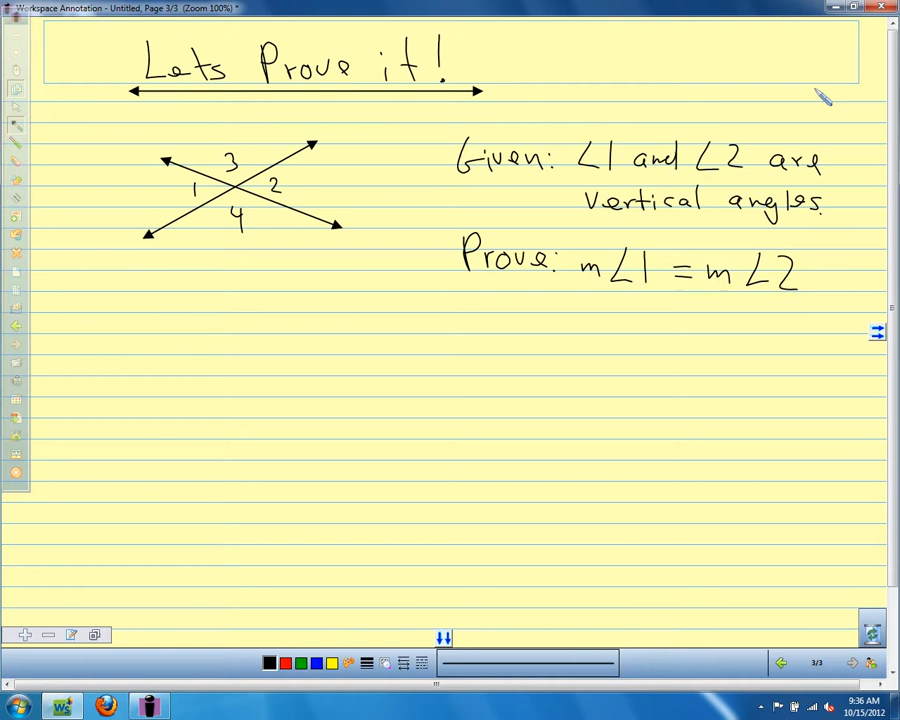 Workspace Annotation - Untitled, Page 3/3 (Zoom 100%) *
Lets Prove it!
3
1
2
4
Given: ∠1 and ∠2 are
vertical angles.
Prove: m∠1 = m∠2
3/3
9:36 AM
10/15/2012